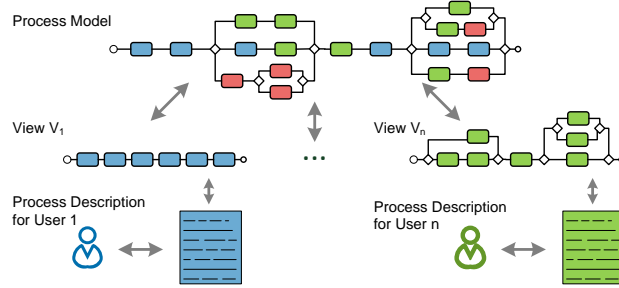 Process Model
View V1
...
View Vn
Process Description
for User 1
Process Description
for User n